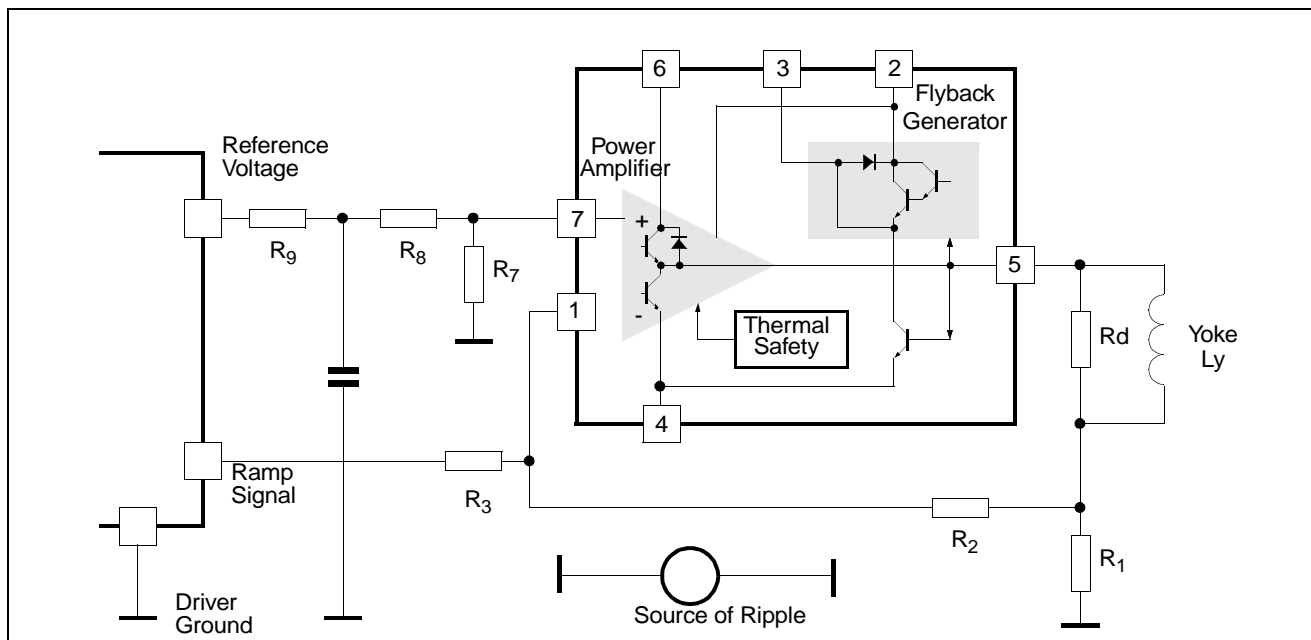 6
3
2
Flyback
Generator
Reference
Voltage
Power
Amplifier
7
+
R9
R8
R7
5
1
-
Thermal
Safety
Rd
Yoke
Ly
4
Ramp
Signal
R3
R2
R1
Driver
Ground
Source of Ripple